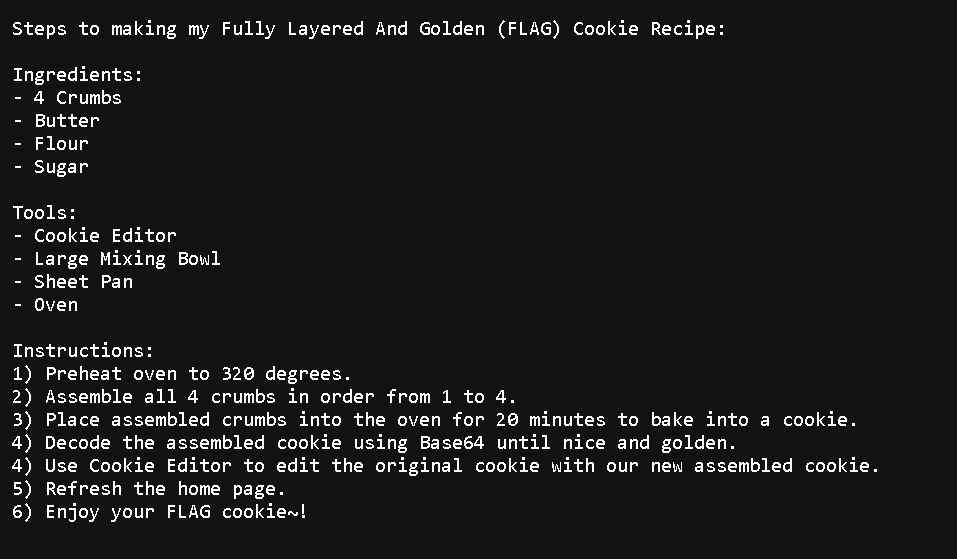 Steps to making my Fully Layered And Golden (FLAG) Cookie Recipe:
Ingredients:
- 4 Crumbs
- Butter
- Flour
- Sugar
Tools:
- Cookie Editor
- Large Mixing Bowl
- Sheet Pan
- Oven
Instructions:
1) Preheat oven to 320 degrees.
2) Assemble all 4 crumbs in order from 1 to 4.
3) Place assembled crumbs into the oven for 20 minutes to bake into a cookie.
4) Decode the assembled cookie using Base64 until nice and golden.
4) Use Cookie Editor to edit the original cookie with our new assembled cookie.
5) Refresh the home page.
6) Enjoy your FLAG cookie~!